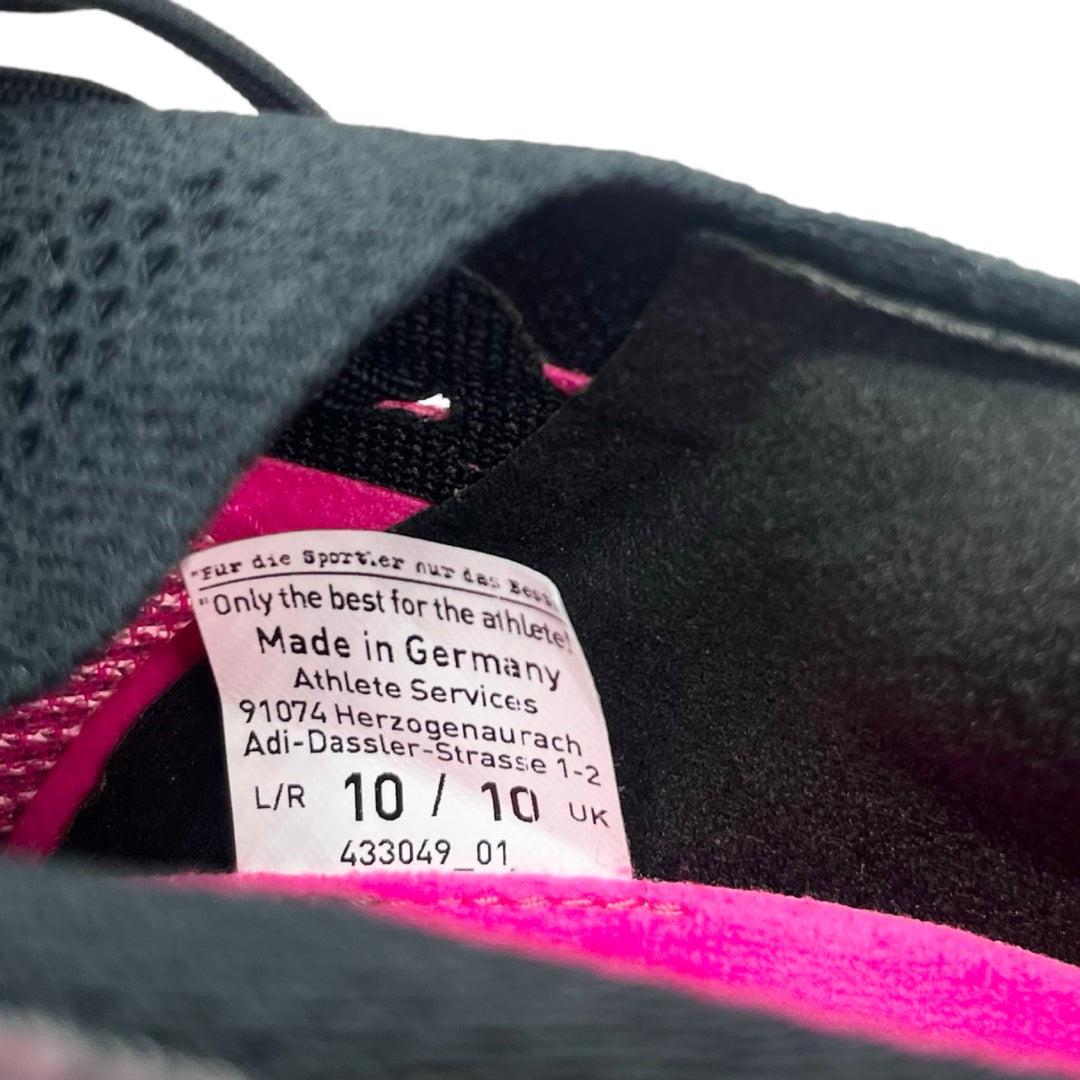 "Für die Sportler nur das Beste
"Only the best for the athlete!
Made in Germany
Athlete Services
91074 Herzogenaurach
Adi-Dassler-Strasse 1-2
L/R 10 / 10 UK
433049_01